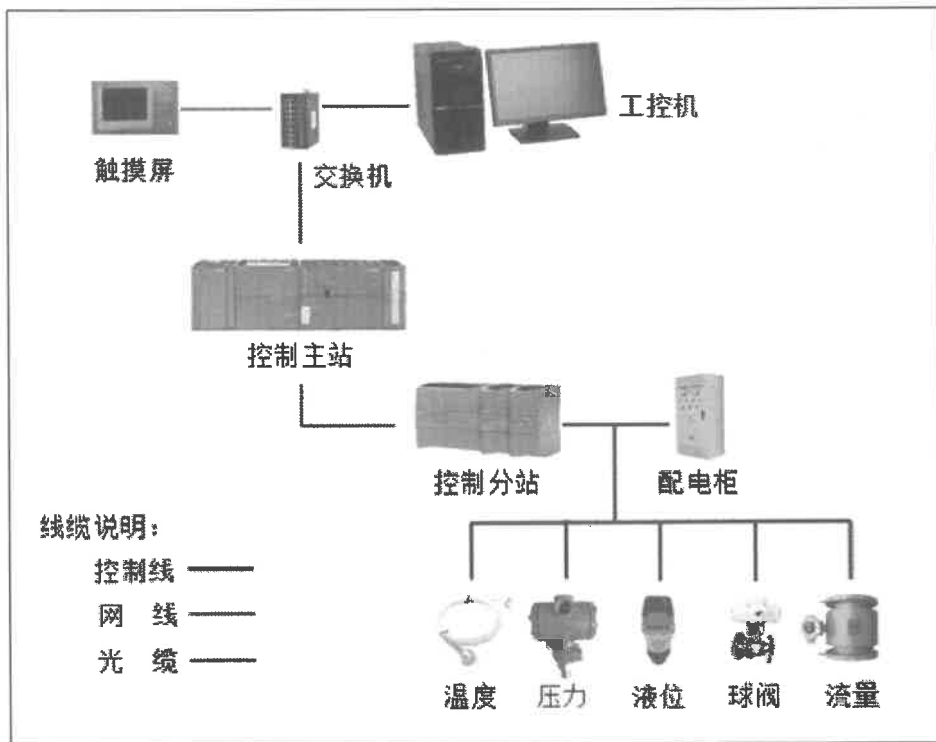 工控机
触摸屏
交换机
控制主站
控制分站
配电柜
线缆说明：
控制线
网 线
光 缆
温度
压力
液位
球阀
流量